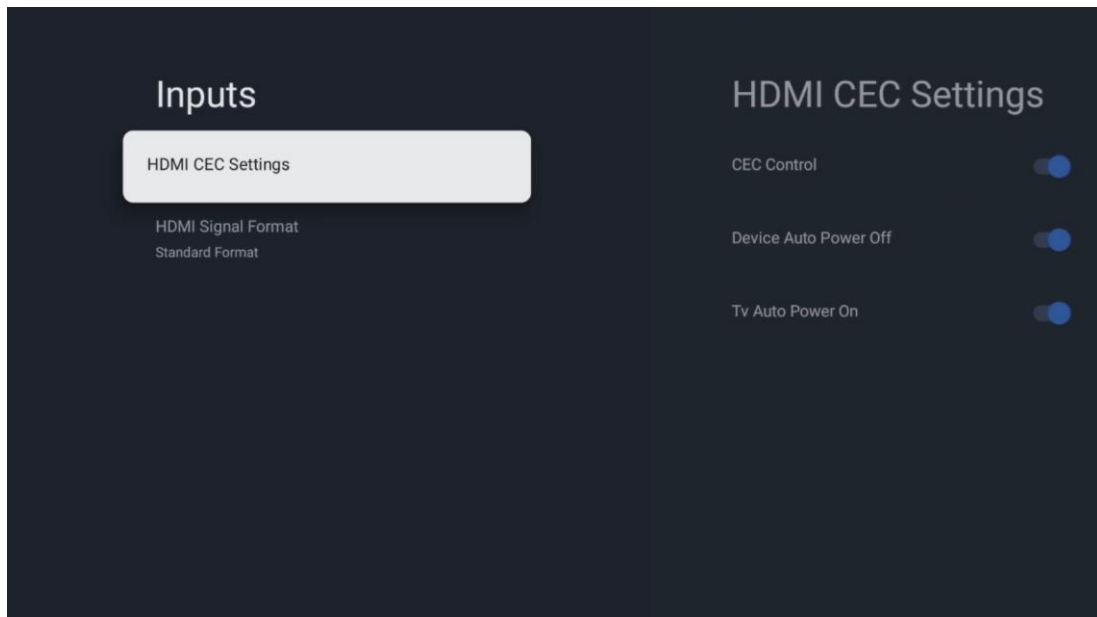 Inputs
HDMI CEC Settings
HDMI Signal Format
Standard Format
HDMI CEC Settings
CEC Control
Device Auto Power Off
Tv Auto Power On